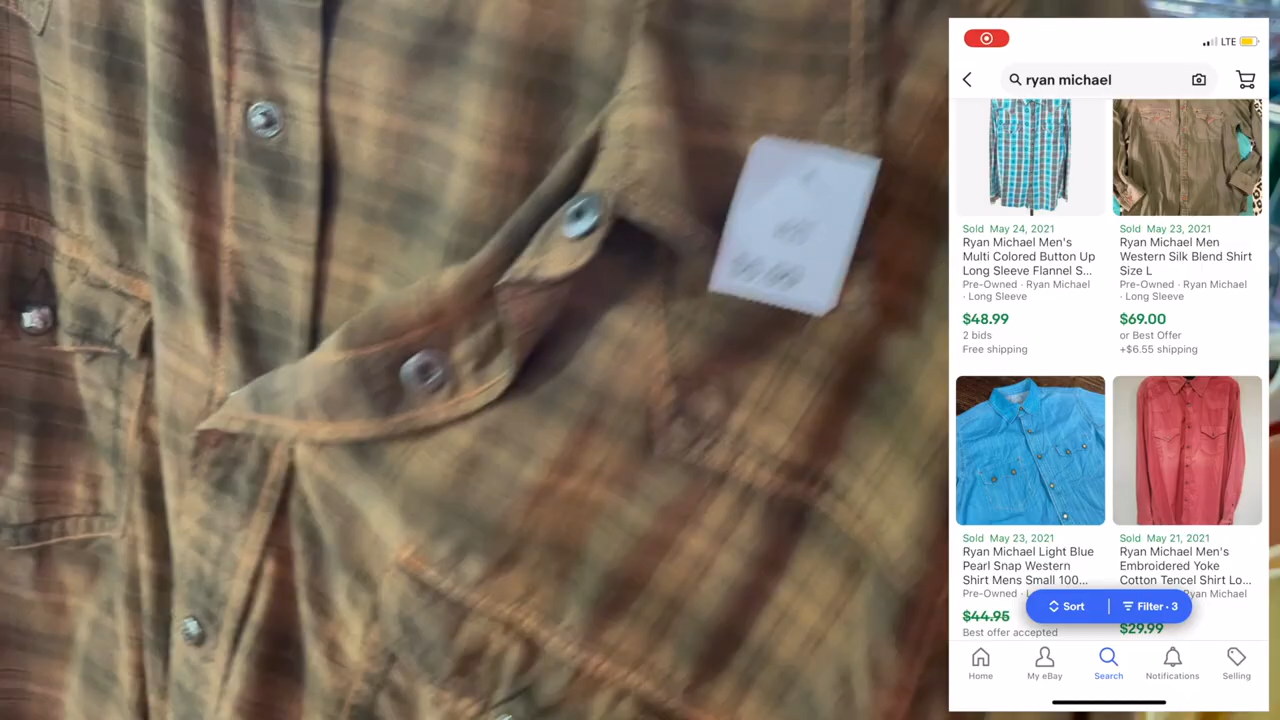 LTE
ryan michael
Sold May 24, 2021
Ryan Michael Men's
Multi Colored Button Up
Long Sleeve Flannel S...
Pre-Owned · Ryan Michael
· Long Sleeve
$48.99
2 bids
Free shipping
Sold May 23, 2021
Ryan Michael Men
Western Silk Blend Shirt
Size L
Pre-Owned · Ryan Michael
· Long Sleeve
$69.00
or Best Offer
+$6.55 shipping
Sold May 23, 2021
Ryan Michael Light Blue
Pearl Snap Western
Shirt Mens Small 100...
Pre-Owned
$44.95
Best offer accepted
Sold May 21, 2021
Ryan Michael Men's
Embroidered Yoke
Cotton Tencel Shirt Lo...
Ryan Michael
$29.99
Sort
Filter · 3
Home
My eBay
Search
Notifications
Selling